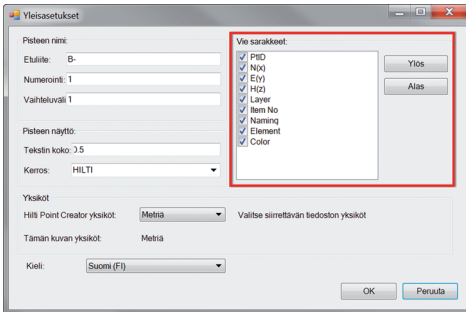 Yleisasetukset
Pisteen nimi:
Etuliite: B-
Numerointi: 1
Vaihteluväli 1
Pisteen näyttö:
Tekstin koko: 0.5
Kerros: HILTI
Vie sarakkeet:
PtID
N(x)
E(y)
H(z)
Layer
Item No
Naming
Element
Color
Ylös
Alas
Yksiköt
Hilti Point Creator yksiköt: Metriä Valitse siirrettävän tiedoston yksiköt
Tämän kuvan yksiköt: Metriä
Kieli: Suomi (FI)
OK Peruuta